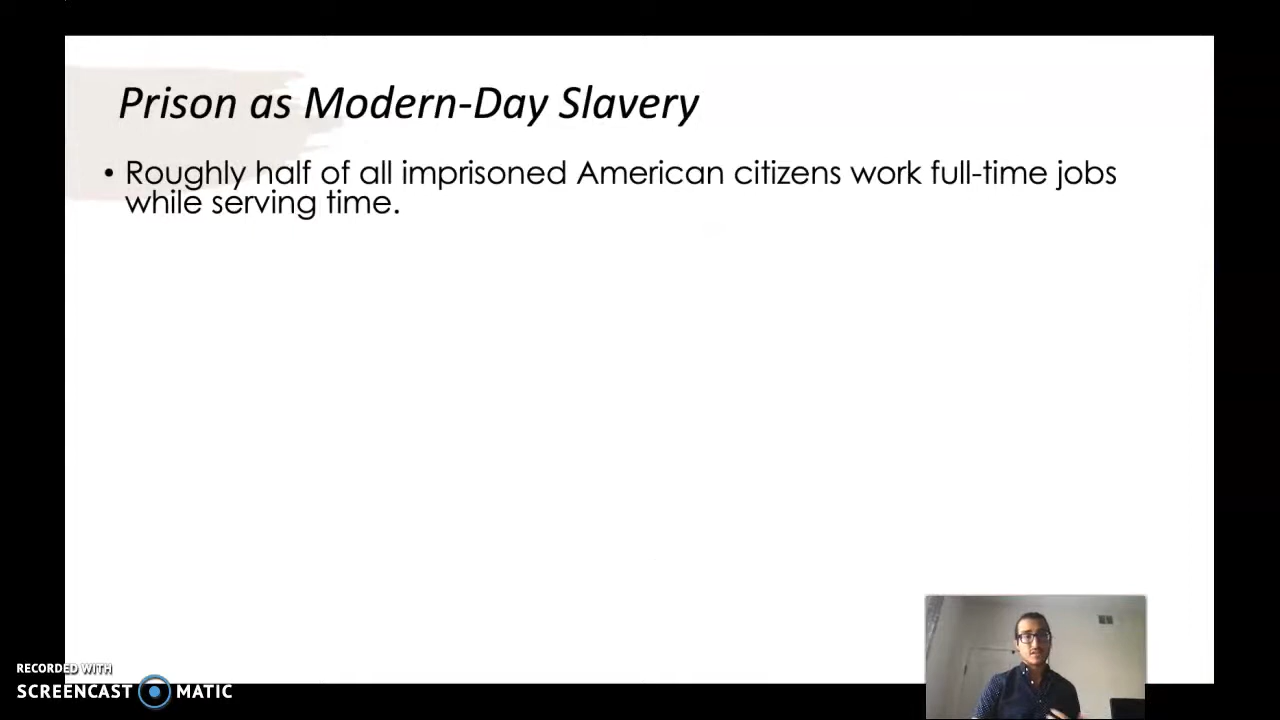 Prison as Modern-Day Slavery
• Roughly half of all imprisoned American citizens work full-time jobs
while serving time.
RECORDED WITH
SCREENCAST MATIC